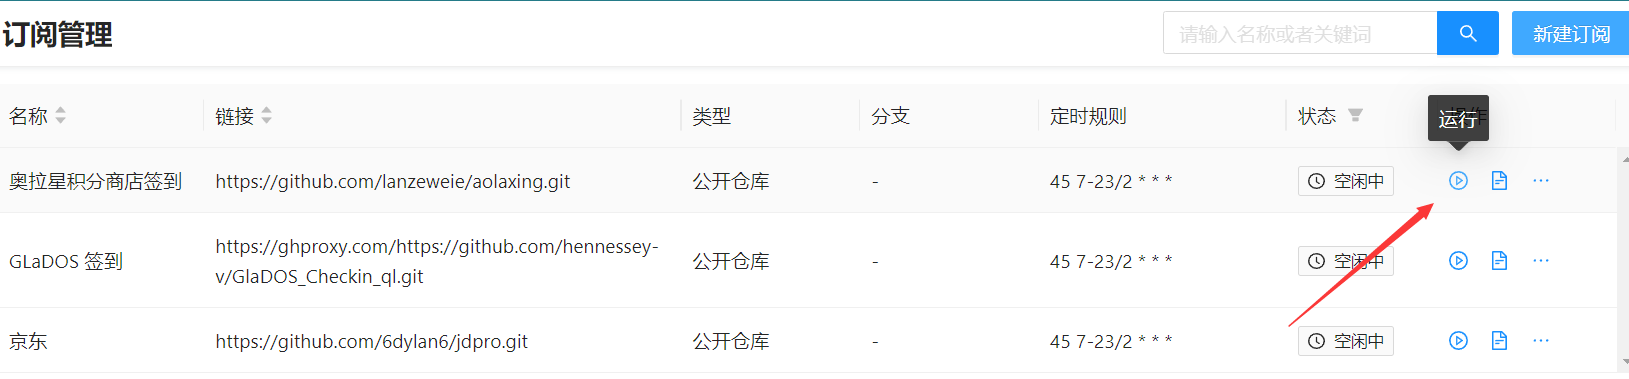 订阅管理
请输入名称或者关键词
新建订阅
名称 链接 类型 分支 定时规则 状态 操作
运行
奥拉星积分商店签到 https://github.com/lanzeweie/aolaxing.git 公开仓库 - 45 7-23/2 * * * 空闲中 ...
GLaDOS 签到 https://ghproxy.com/https://github.com/hennessey-
v/GlaDOS_Checkin_ql.git 公开仓库 - 45 7-23/2 * * * 空闲中 ...
京东 https://github.com/6dylan6/jdpro.git 公开仓库 - 45 7-23/2 * * * 空闲中 ...